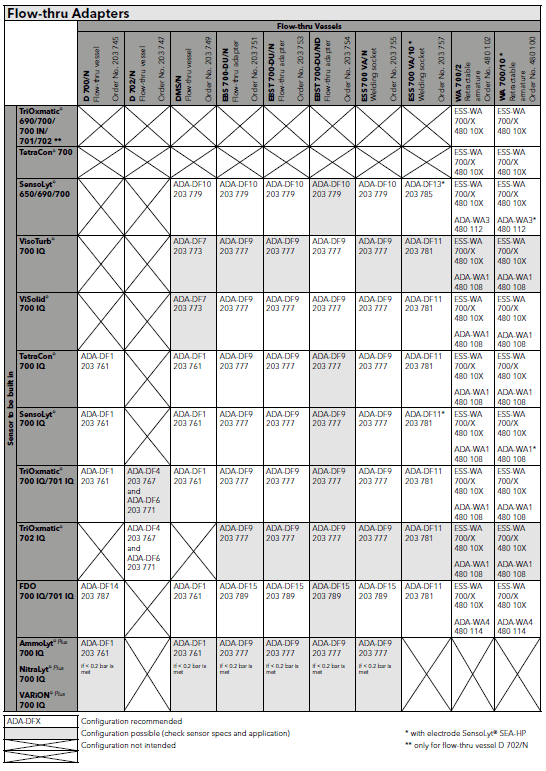 Flow-thru Adapters
Flow-thru Vessels
D 700/N
Flow-thru vessel
Order No. 203 745
D 702/N
Flow-thru vessel
Order No. 203 747
DMS/N
Flow-thru vessel
Order No. 203 749
EBST 700-DU/N
Flow-thru adapter
Order No. 203 751
EBST 700-DU/N
Flow-thru adapter
Order No. 203 753
EBST 700-DU/ND
Flow-thru adapter
Order No. 203 754
ESS 700 VA/N
Welding socket
Order No. 203 755
ESS 700 VA/10 *
Welding socket
Order No. 203 757
WA 700/2
Retractable
armature
Order No. 480 102
WA 700/10 *
Retractable
armature
Order No. 480 100
Sensor to be built in
TriOxmatic®
690/700/
700 IN/
701/702 **
ESS-WA
700/X
480 10X
ESS-WA
700/X
480 10X
TetraCon® 700
ESS-WA
700/X
480 10X
ESS-WA
700/X
480 10X
SensoLyt®
650/690/700
ADA-DF10
203 779
ADA-DF10
203 779
ADA-DF10
203 779
ADA-DF10
203 779
ADA-DF10
203 779
ADA-DF13*
203 785
ESS-WA
700/X
480 10X
ADA-WA3
480 112
ESS-WA
700/X
480 10X
ADA-WA3*
480 112
VisoTurb®
700 IQ
ADA-DF7
203 773
ADA-DF9
203 777
ADA-DF9
203 777
ADA-DF9
203 777
ADA-DF9
203 777
ADA-DF11
203 781
ESS-WA
700/X
480 10X
ADA-WA1
480 108
ESS-WA
700/X
480 10X
ADA-WA1
480 108
ViSolid®
700 IQ
ADA-DF7
203 773
ADA-DF9
203 777
ADA-DF9
203 777
ADA-DF9
203 777
ADA-DF9
203 777
ADA-DF11
203 781
ESS-WA
700/X
480 10X
ADA-WA1
480 108
ESS-WA
700/X
480 10X
ADA-WA1
480 108
TetraCon®
700 IQ
ADA-DF1
203 761
ADA-DF1
203 761
ADA-DF9
203 777
ADA-DF9
203 777
ADA-DF9
203 777
ADA-DF9
203 777
ADA-DF11
203 781
ESS-WA
700/X
480 10X
ADA-WA1
480 108
ESS-WA
700/X
480 10X
ADA-WA1
480 108
SensoLyt®
700 IQ
ADA-DF1
203 761
ADA-DF1
203 761
ADA-DF9
203 777
ADA-DF9
203 777
ADA-DF9
203 777
ADA-DF9
203 777
ADA-DF11*
203 781
ESS-WA
700/X
480 10X
ADA-WA1
480 108
ESS-WA
700/X
480 10X
ADA-WA1*
480 108
TriOxmatic®
700 IQ/701 IQ
ADA-DF1
203 761
ADA-DF4
203 767
and
ADA-DF6
203 771
ADA-DF1
203 761
ADA-DF9
203 777
ADA-DF9
203 777
ADA-DF9
203 777
ADA-DF9
203 777
ADA-DF11
203 781
ESS-WA
700/X
480 10X
ADA-WA1
480 108
ESS-WA
700/X
480 10X
ADA-WA1
480 108
TriOxmatic®
702 IQ
ADA-DF4
203 767
and
ADA-DF6
203 771
ADA-DF9
203 777
ADA-DF9
203 777
ADA-DF9
203 777
ADA-DF9
203 777
ADA-DF11
203 781
ESS-WA
700/X
480 10X
ADA-WA1
480 108
ESS-WA
700/X
480 10X
ADA-WA1
480 108
FDO
700 IQ/701 IQ
ADA-DF14
203 787
ADA-DF1
203 761
ADA-DF15
203 789
ADA-DF15
203 789
ADA-DF15
203 789
ADA-DF15
203 789
ADA-DF11
203 781
ESS-WA
700/X
480 10X
ADA-WA4
480 114
ESS-WA
700/X
480 10X
ADA-WA4
480 114
AmmoLyt® Plus
700 IQ
NitraLyt® Plus
700 IQ
VARiON® Plus
700 IQ
ADA-DF1
203 761
if < 0.2 bar is
met
ADA-DF1
203 761
if < 0.2 bar is
met
ADA-DF9
203 777
if < 0.2 bar is
met
ADA-DF9
203 777
if < 0.2 bar is
met
ADA-DF9
203 777
if < 0.2 bar is
met
ADA-DF9
203 777
if < 0.2 bar is
met
ADA-DFX
Configuration recommended
Configuration possible (check sensor specs and application)
* with electrode SensoLyt® SEA-HP
Configuration not intended
** only for flow-thru vessel D 702/N